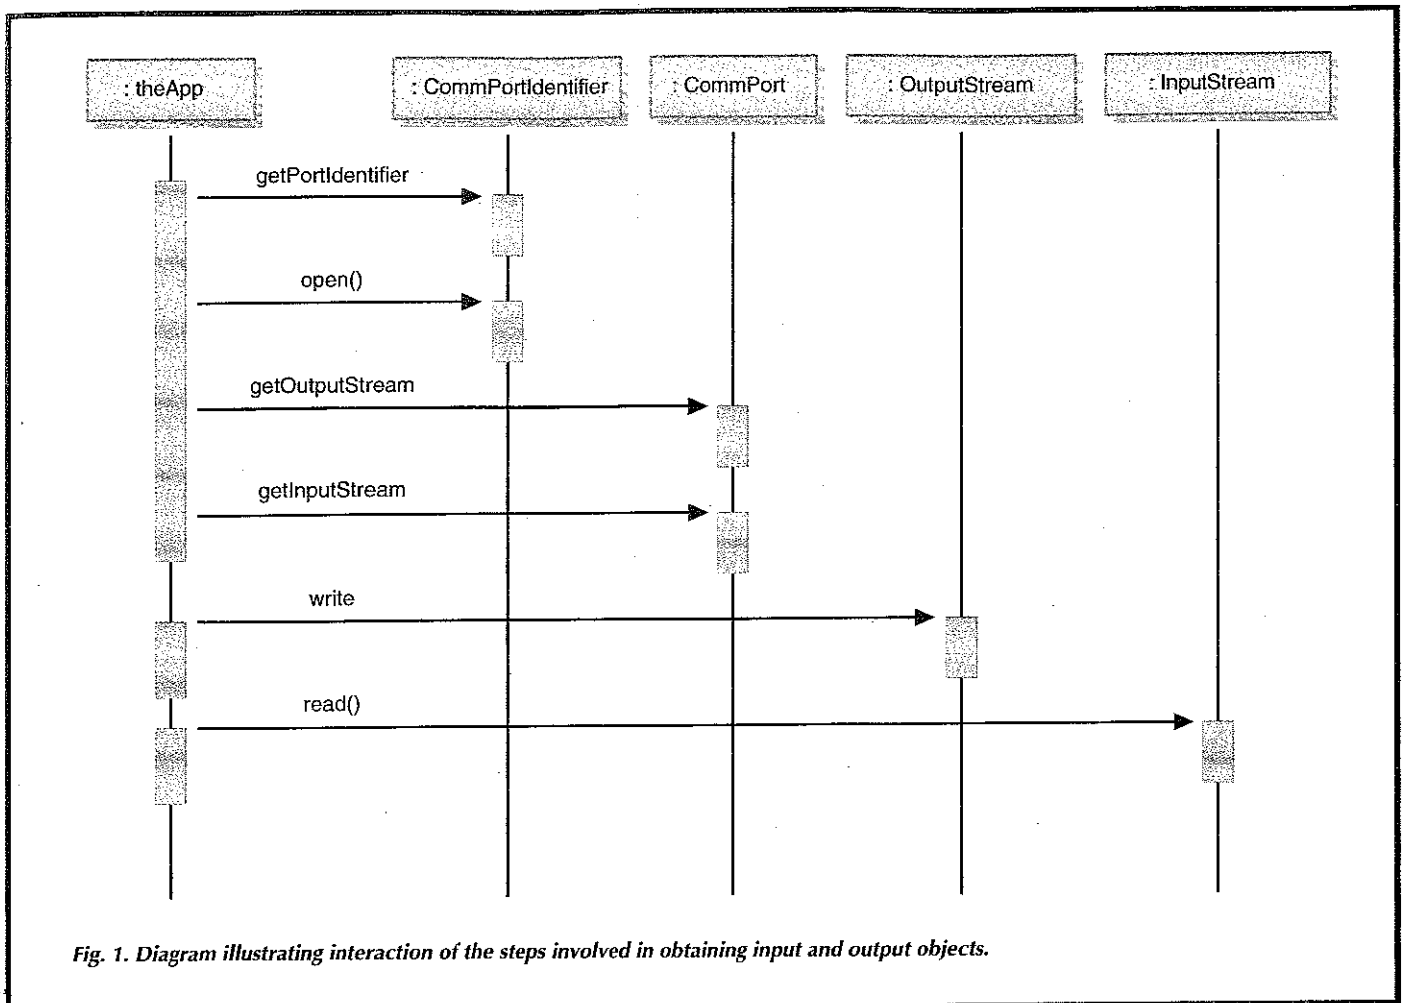 : theApp
: CommPortIdentifier
: CommPort
: OutputStream
: InputStream
getPortIdentifier
open()
getOutputStream
getInputStream
write
read()
Fig. 1. Diagram illustrating interaction of the steps involved in obtaining input and output objects.